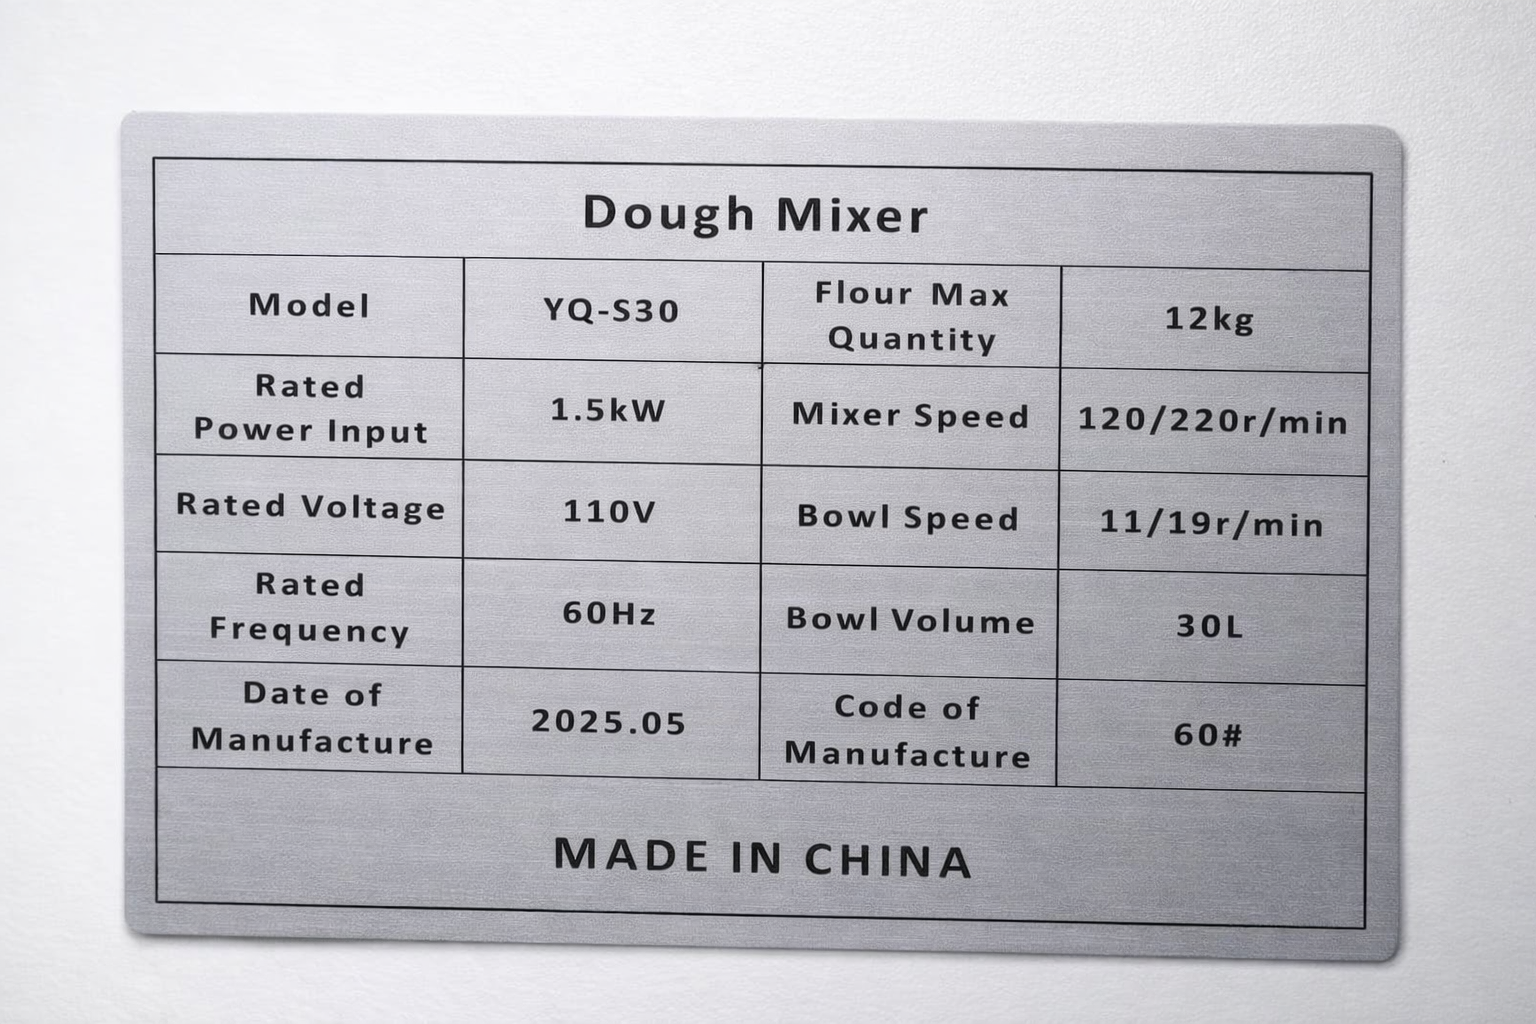 Dough Mixer
Model
YQ-S30
Flour Max
Quantity
12kg
Rated
Power Input
1.5kW
Mixer Speed
120/220r/min
Rated Voltage
110V
Bowl Speed
11/19r/min
Rated
Frequency
60Hz
Bowl Volume
30L
Date of
Manufacture
2025.05
Code of
Manufacture
60#
MADE IN CHINA